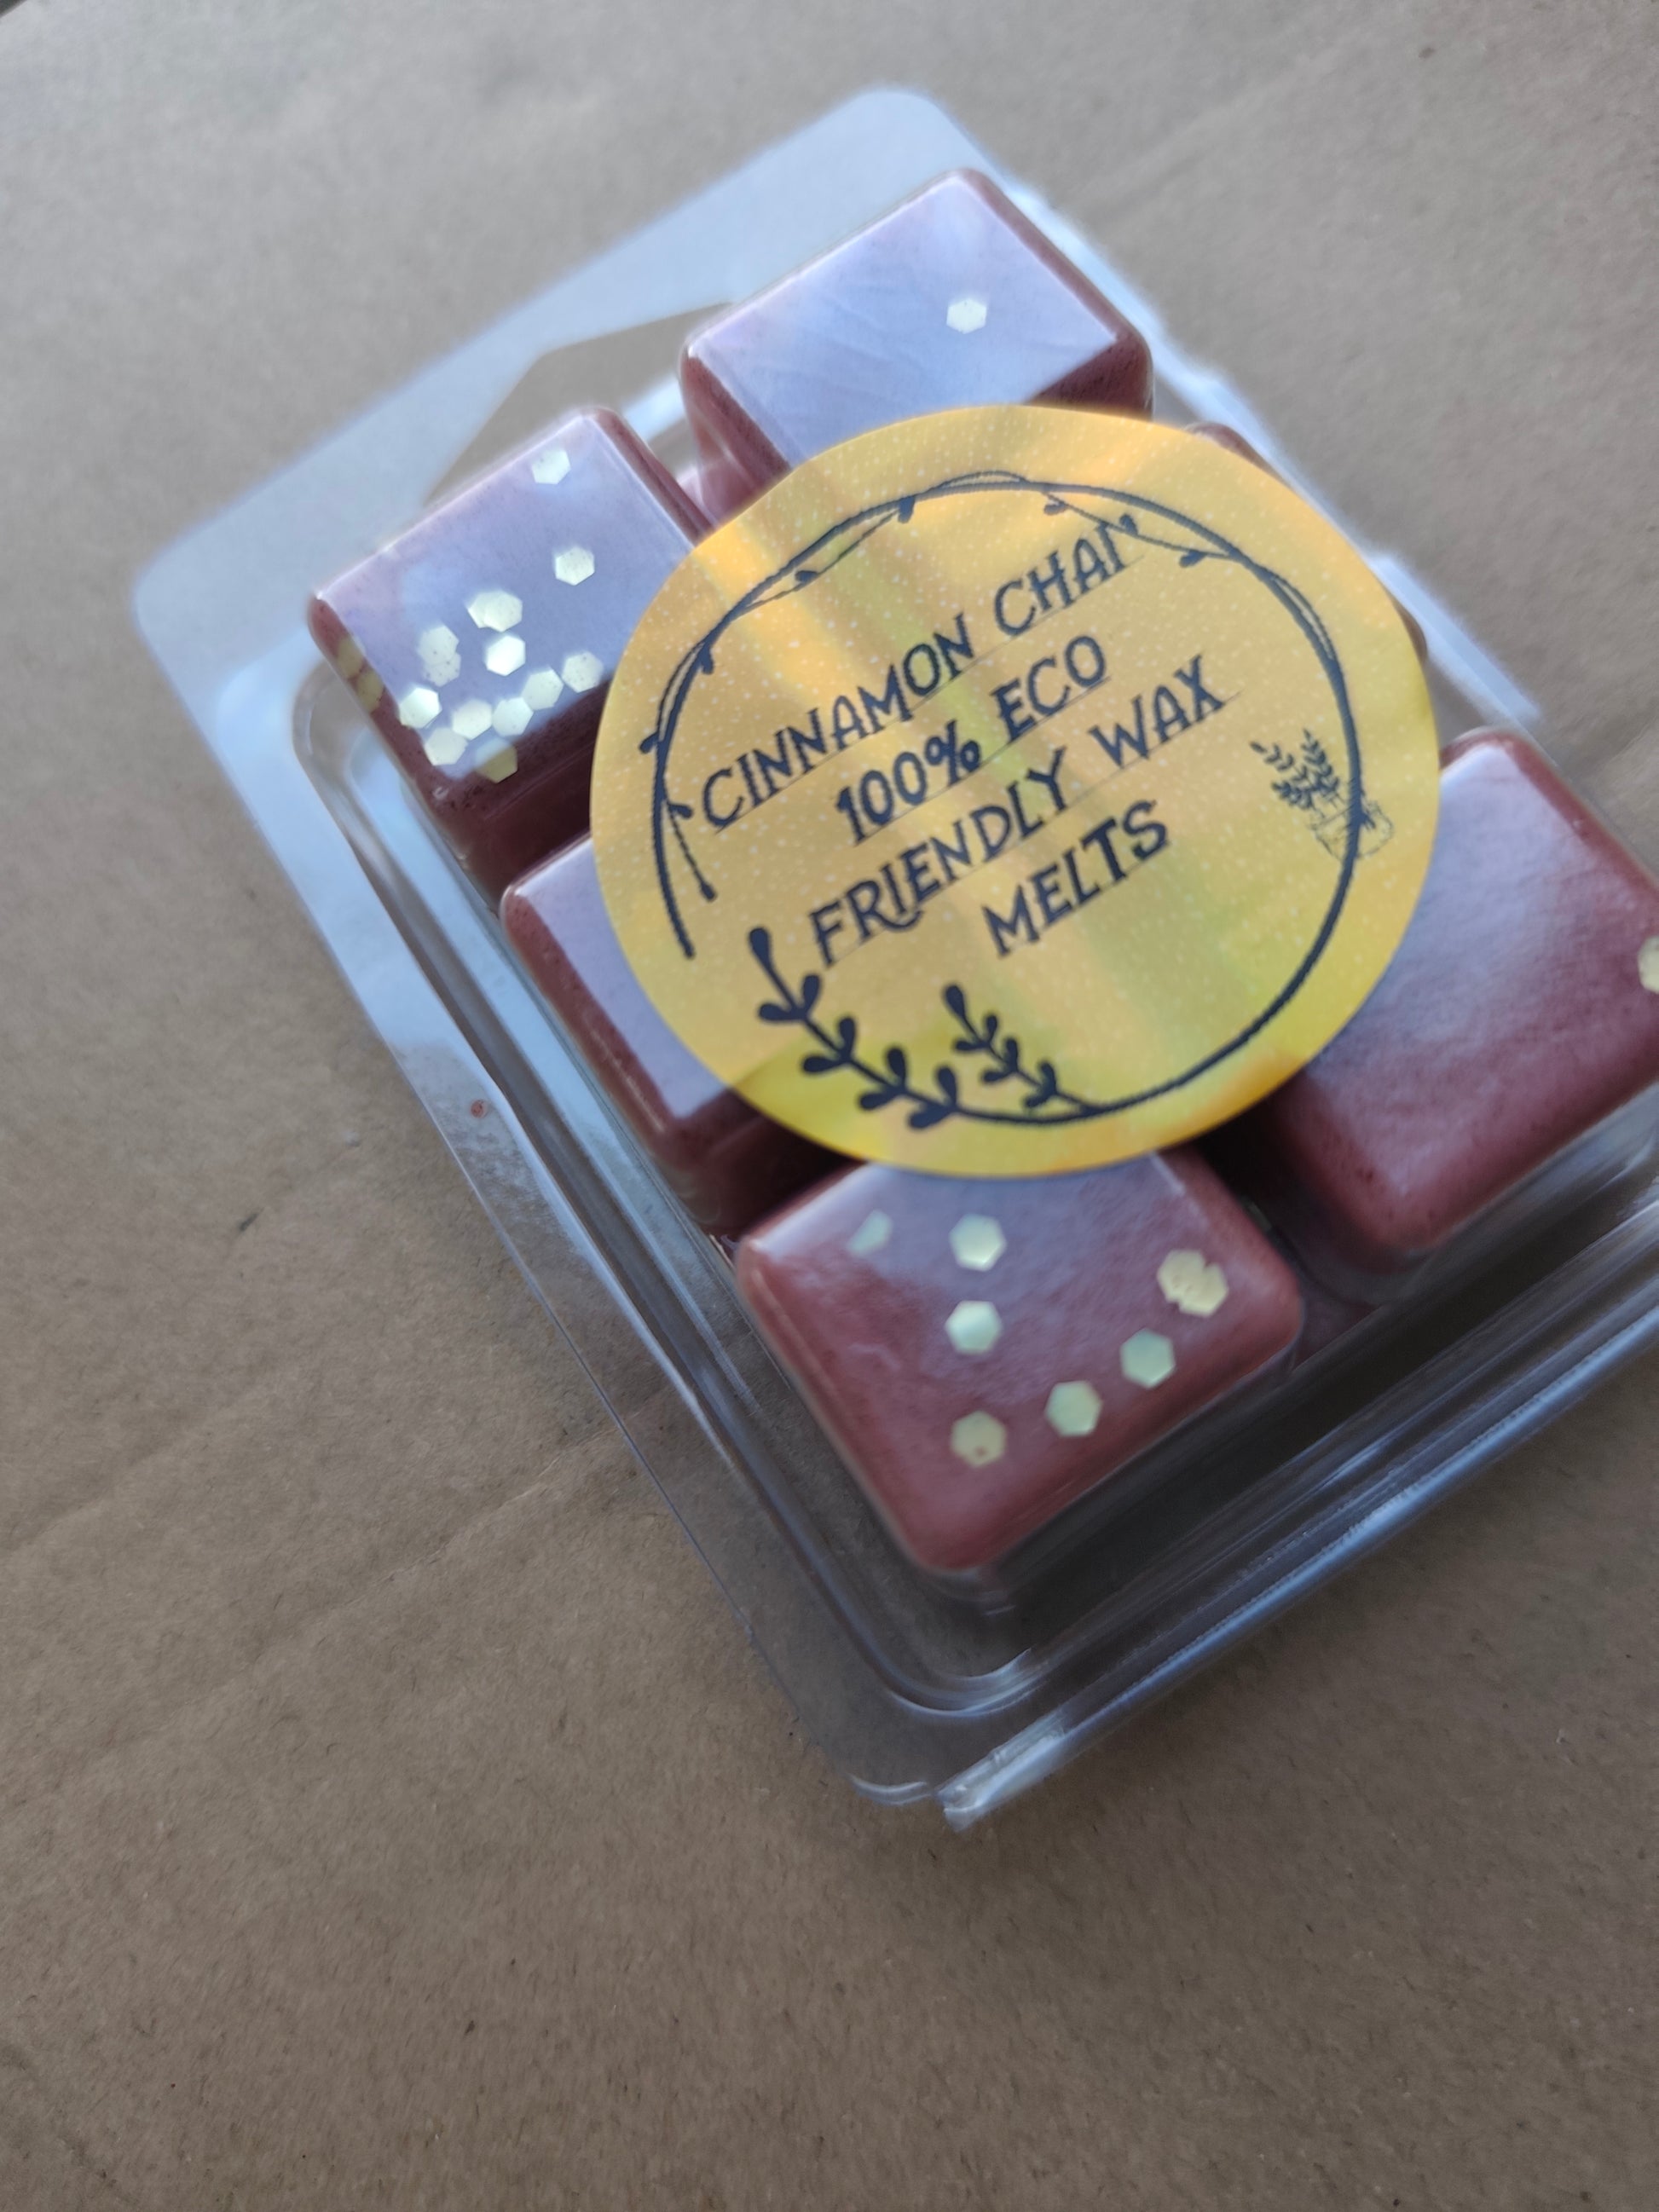 CINNAMON CHAI
100% ECO
FRIENDLY WAX
MELTS